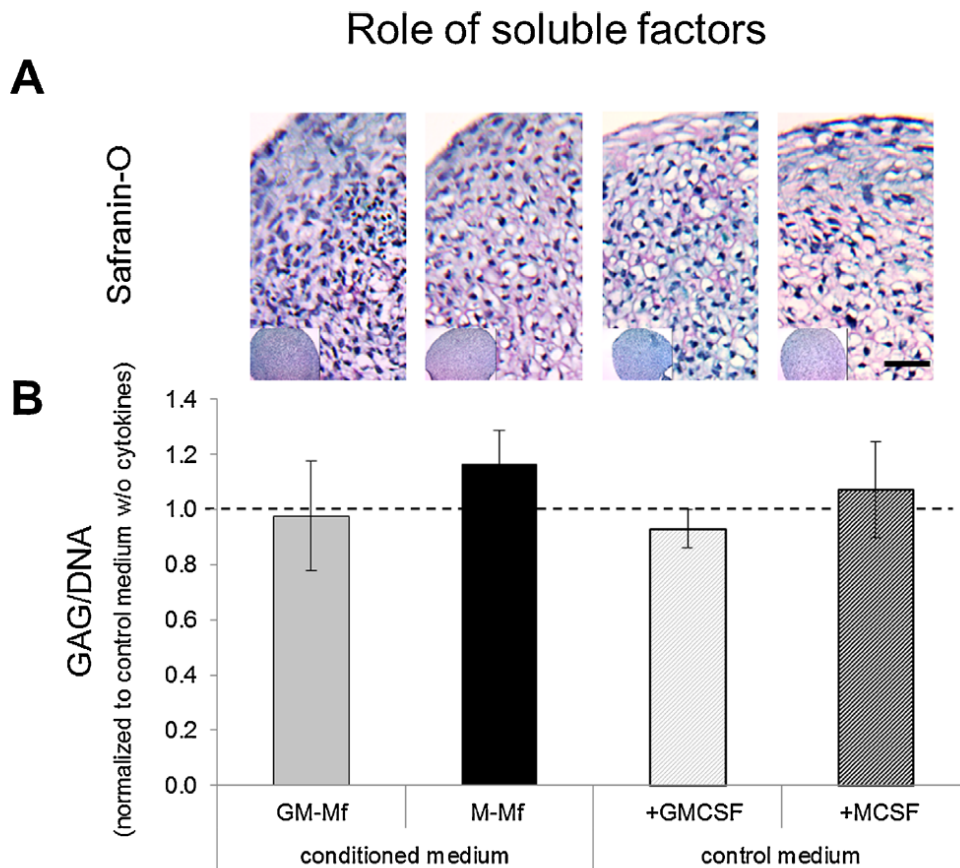 Role of soluble factors
A
Safranin-O
B
GAG/DNA
(normalized to control medium w/o cytokines)
1.4
1.2
1.0
0.8
0.6
0.4
0.2
0.0
GM-Mf M-Mf +GMCSF +MCSF
conditioned medium control medium